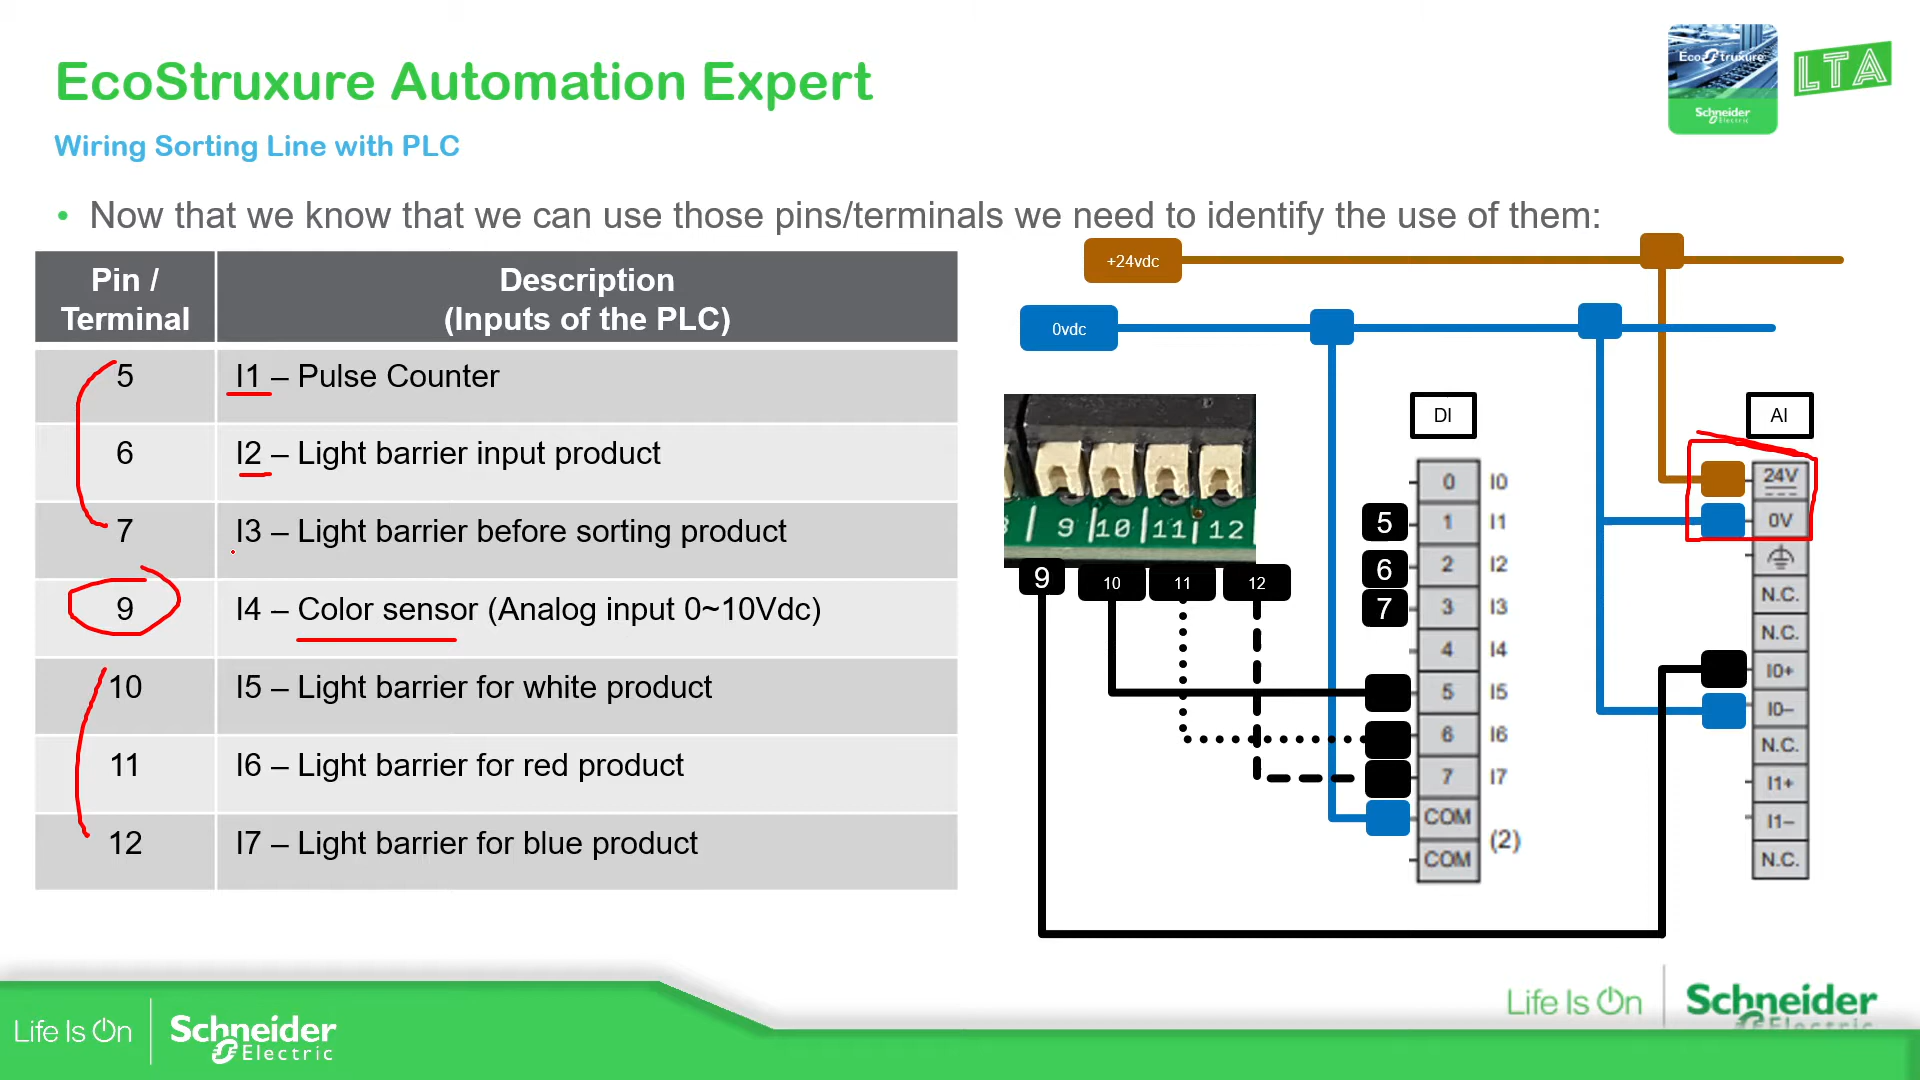 EcoStruxure Automation Expert
Wiring Sorting Line with PLC
EcoStruxure
Schneider
Electric
LTA
• Now that we know that we can use those pins/terminals we need to identify the use of them:
Pin / Terminal
Description (Inputs of the PLC)
5 I1 – Pulse Counter
6 I2 – Light barrier input product
7 I3 – Light barrier before sorting product
9 I4 – Color sensor (Analog input 0~10Vdc)
10 I5 – Light barrier for white product
11 I6 – Light barrier for red product
12 I7 – Light barrier for blue product
+24vdc
0vdc
9 10 11 12
9 10 11 12
DI
0 I0
5 1 I1
6 2 I2
7 3 I3
4 I4
5 I5
6 I6
7 I7
COM
(2)
COM
AI
24V
0V
N.C.
N.C.
I0+
I0–
N.C.
I1+
I1–
N.C.
Life Is On
Schneider
Electric
Life Is On
Schneider
Electric